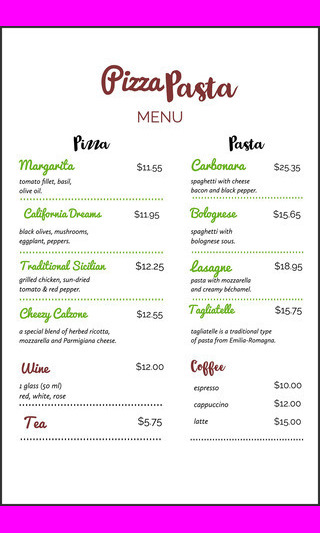 Pizza Pasta
MENU
Pizza
Margarita $11.55
tomato fillet, basil,
olive oil.
California Dreams $11.95
black olives, mushrooms,
eggplant, peppers.
Traditional Sicilian $12.25
grilled chicken, sun-dried
tomato & red pepper.
Cheezy Calzone $12.55
a special blend of herbed ricotta,
mozzarella and Parmigiana cheese.
Wine $12.00
1 glass (50 ml)
red, white, rose
Tea $5.75
Pasta
Carbonara $25.35
spaghetti with cheese
bacon and black pepper.
Bolognese $15.65
spaghetti with
bolognese sous.
Lasagne $18.95
pasta with mozzarella
and creamy béchamel.
Tagliatelle $15.75
tagliatelle is a traditional type
of pasta from Emilia-Romagna.
Coffee
espresso $10.00
cappuccino $12.00
latte $15.00